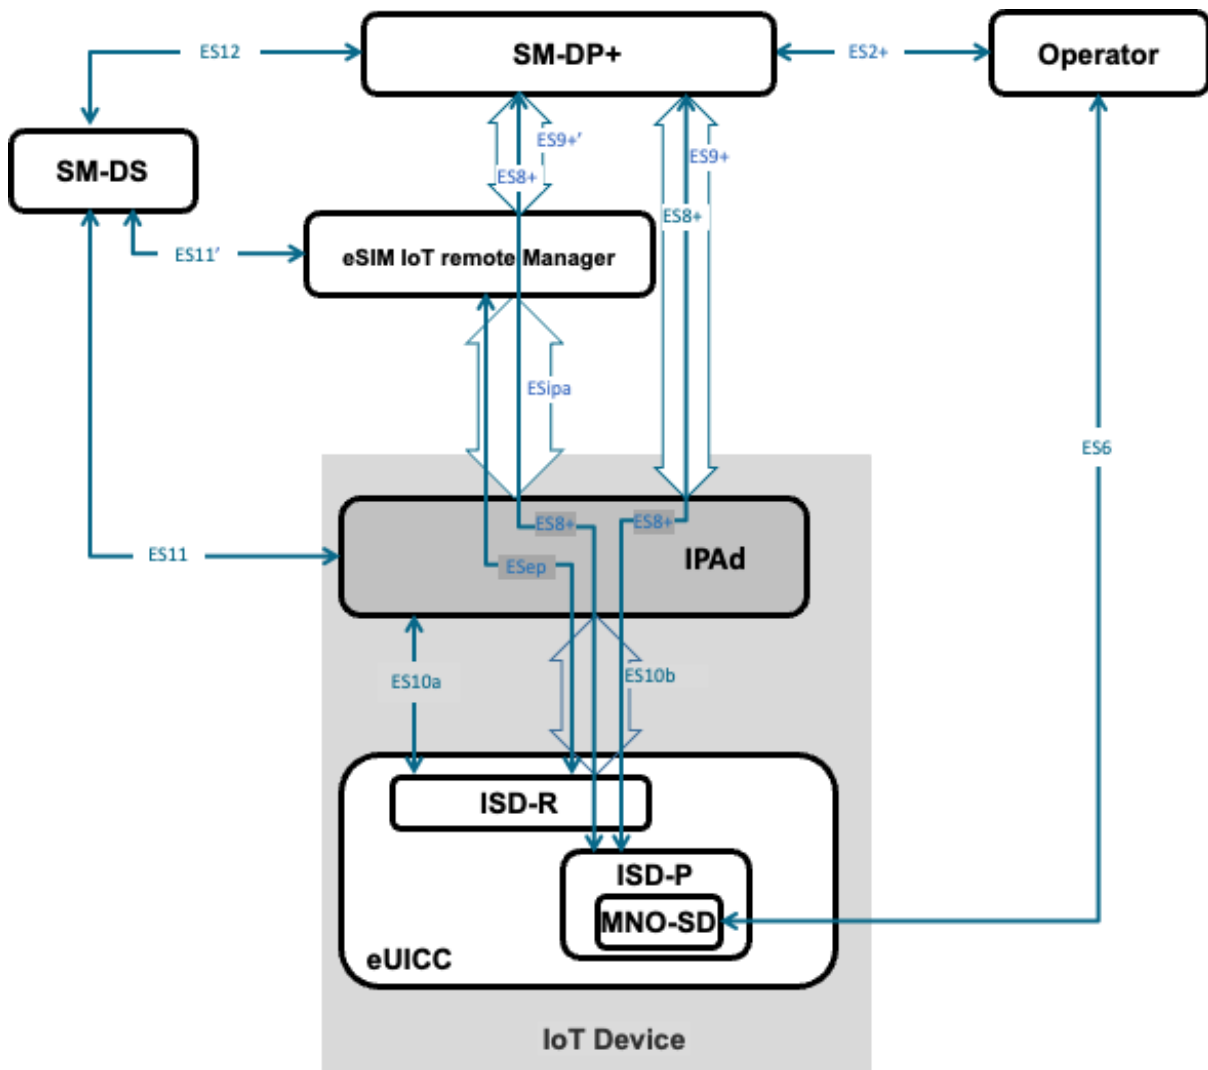 SM-DP+
Operator
ES12
ES2+
SM-DS
ES9+’
ES9+
ES8+
ES8+
ES11’
eSIM IoT remote Manager
ESipa
ES6
ES8+
ES8+
ES11
ESep
IPAd
ES10a
ES10b
ISD-R
ISD-P
MNO-SD
eUICC
IoT Device